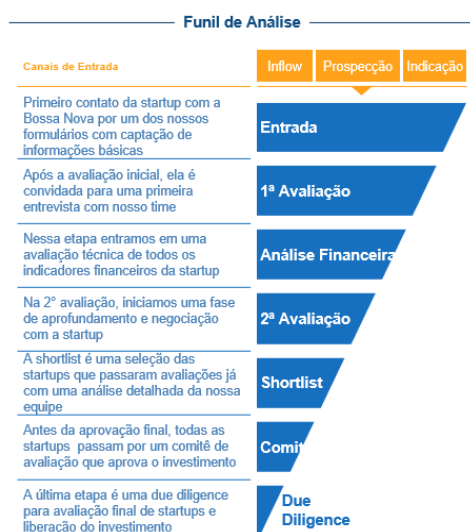 Funil de Análise
Canais de Entrada
Inflow
Prospecção
Indicação
Primeiro contato da startup com a
Bossa Nova por um dos nossos
formulários com captação de
informações básicas
Entrada
Após a avaliação inicial, ela é
convidada para uma primeira
entrevista com nosso time
1ª Avaliação
Nessa etapa entramos em uma
avaliação técnica de todos os
indicadores financeiros da startup
Análise Financeira
Na 2° avaliação, iniciamos uma fase
de aprofundamento e negociação
com a startup
2ª Avaliação
A shortlist é uma seleção das
startups que passaram avaliações já
com uma análise detalhada da nossa
equipe
Shortlist
Antes da aprovação final, todas as
startups passam por um comitê de
avaliação que aprova o investimento
Comit
A última etapa é uma due diligence
para avaliação final de startups e
liberação do investimento
Due
Diligence